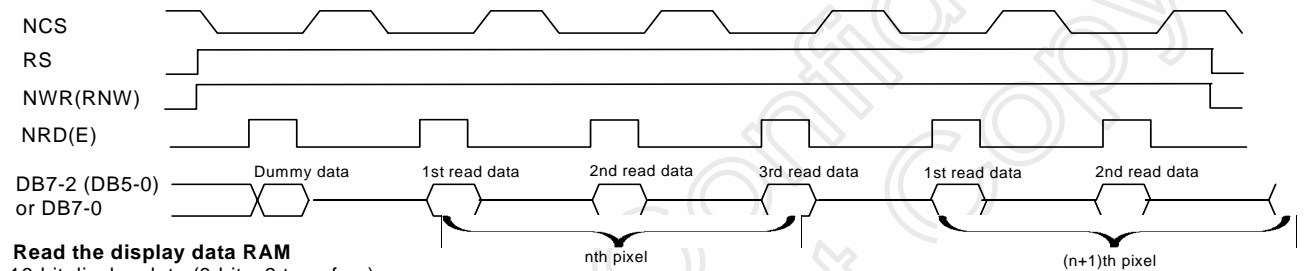 NCS
RS
NWR(RNW)
NRD(E)
Dummy data 1st read data 2nd read data 3rd read data 1st read data 2nd read data
DB7-2 (DB5-0)
or DB7-0
nth pixel (n+1)th pixel
Read the display data RAM